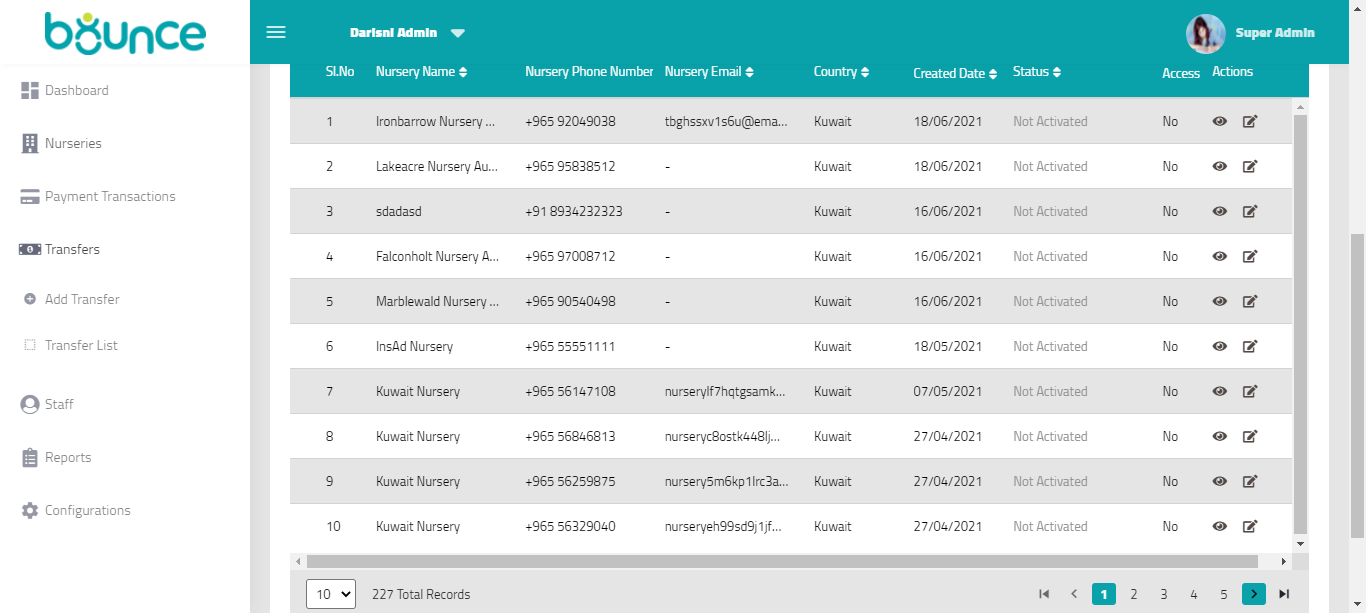 bounce
Darisni Admin
Super Admin
Dashboard
Nurseries
Payment Transactions
Transfers
Add Transfer
Transfer List
Staff
Reports
Configurations
Sl.No Nursery Name Nursery Phone Number Nursery Email Country Created Date Status Access Actions
1 Ironbarrow Nursery ... +965 92049038 tbghssxv1s6u@ema... Kuwait 18/06/2021 Not Activated No
2 Lakeacre Nursery Au... +965 95838512 - Kuwait 18/06/2021 Not Activated No
3 sdadasd +91 8934232323 - Kuwait 16/06/2021 Not Activated No
4 Falconholt Nursery A... +965 97008712 - Kuwait 16/06/2021 Not Activated No
5 Marblewald Nursery ... +965 90540498 - Kuwait 16/06/2021 Not Activated No
6 InsAd Nursery +965 55551111 - Kuwait 18/05/2021 Not Activated No
7 Kuwait Nursery +965 56147108 nurserylf7hqtgsamk... Kuwait 07/05/2021 Not Activated No
8 Kuwait Nursery +965 56846813 nurseryc8ostk448lj... Kuwait 27/04/2021 Not Activated No
9 Kuwait Nursery +965 56259875 nursery5m6kp1lrc3a... Kuwait 27/04/2021 Not Activated No
10 Kuwait Nursery +965 56329040 nurseryeh99sd9j1jf... Kuwait 27/04/2021 Not Activated No
10 227 Total Records 1 2 3 4 5